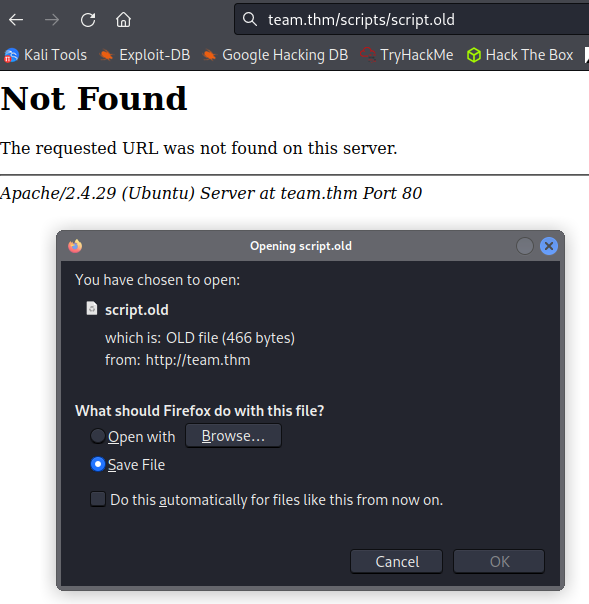 team.thm/scripts/script.old
Kali Tools Exploit-DB Google Hacking DB TryHackMe Hack The Box
Not Found
The requested URL was not found on this server.
Apache/2.4.29 (Ubuntu) Server at team.thm Port 80
Opening script.old
You have chosen to open:
script.old
which is: OLD file (466 bytes)
from: http://team.thm
What should Firefox do with this file?
Open with Browse...
Save File
Do this automatically for files like this from now on.
Cancel OK